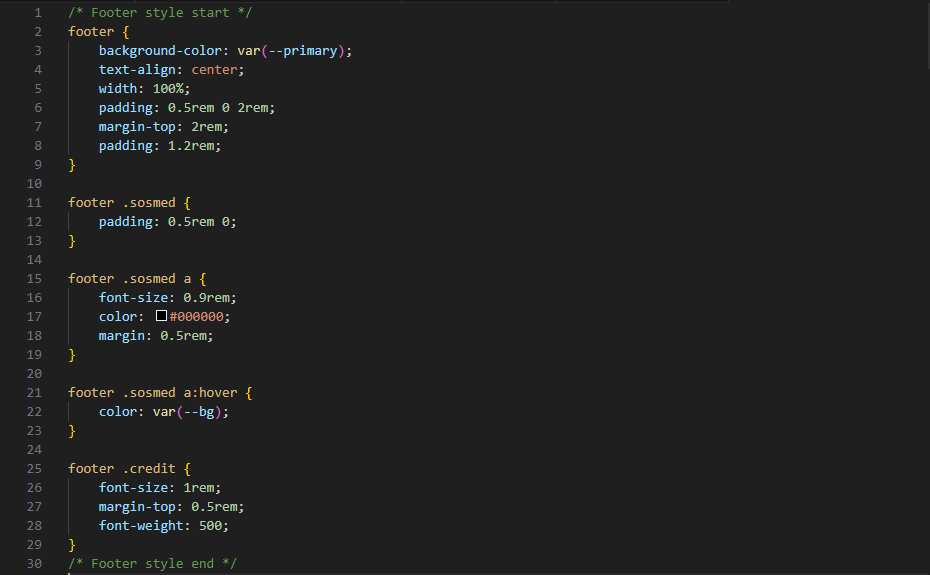 1 /* Footer style start */
2 footer {
3     background-color: var(--primary);
4     text-align: center;
5     width: 100%;
6     padding: 0.5rem 0 2rem;
7     margin-top: 2rem;
8     padding: 1.2rem;
9 }
10
11 footer .sosmed {
12     padding: 0.5rem 0;
13 }
14
15 footer .sosmed a {
16     font-size: 0.9rem;
17     color: #000000;
18     margin: 0.5rem;
19 }
20
21 footer .sosmed a:hover {
22     color: var(--bg);
23 }
24
25 footer .credit {
26     font-size: 1rem;
27     margin-top: 0.5rem;
28     font-weight: 500;
29 }
30 /* Footer style end */